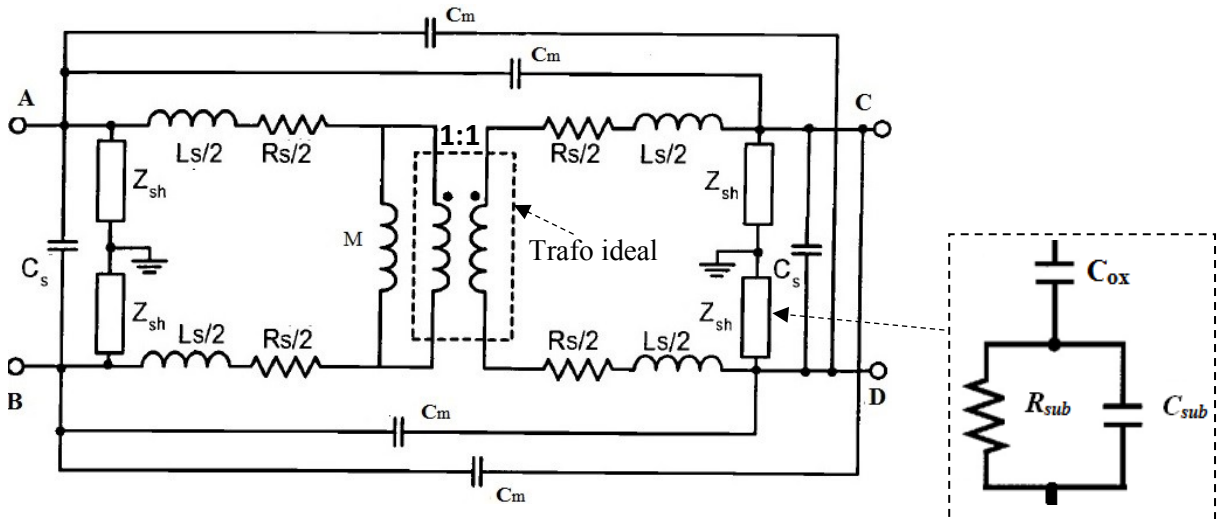 Cm
Cm
A
C
1:1
Ls/2
Rs/2
Rs/2
Ls/2
Zsh
Zsh
M
Trafo ideal
Cs
Cs
Zsh
Zsh
Ls/2
Rs/2
Rs/2
Ls/2
B
D
Cm
Cm
Cox
Rsub
Csub